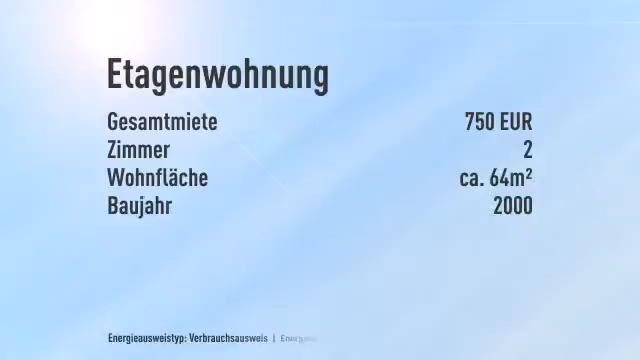 Etagenwohnung
Gesamtmiete 750 EUR
Zimmer 2
Wohnfläche ca. 64m²
Baujahr 2000
Energieausweistyp: Verbrauchsausweis |